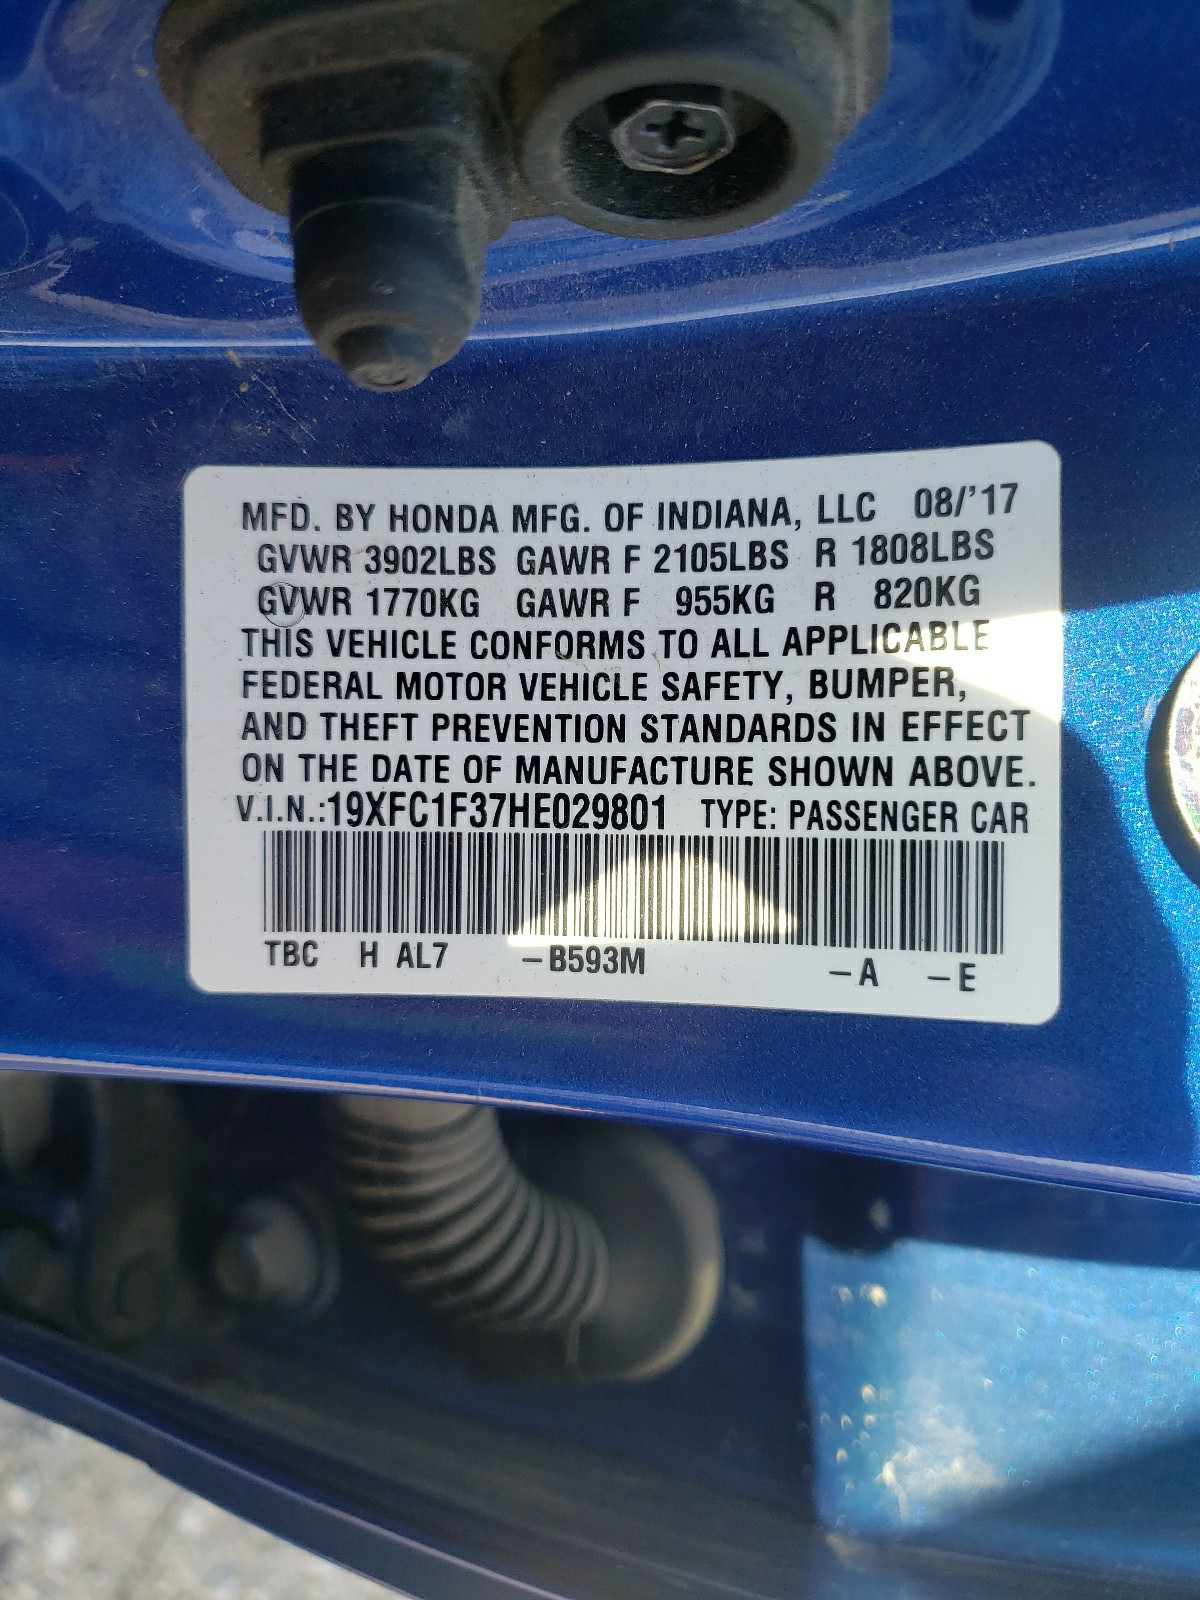 MFD. BY HONDA MFG. OF INDIANA, LLC 08/'17
GVWR 3902LBS GAWR F 2105LBS R 1808LBS
GVWR 1770KG GAWR F 955KG R 820KG
THIS VEHICLE CONFORMS TO ALL APPLICABLE
FEDERAL MOTOR VEHICLE SAFETY, BUMPER,
AND THEFT PREVENTION STANDARDS IN EFFECT
ON THE DATE OF MANUFACTURE SHOWN ABOVE.
V.I.N.:19XFC1F37HE029801 TYPE: PASSENGER CAR
TBC H AL7 -B593M -A -E